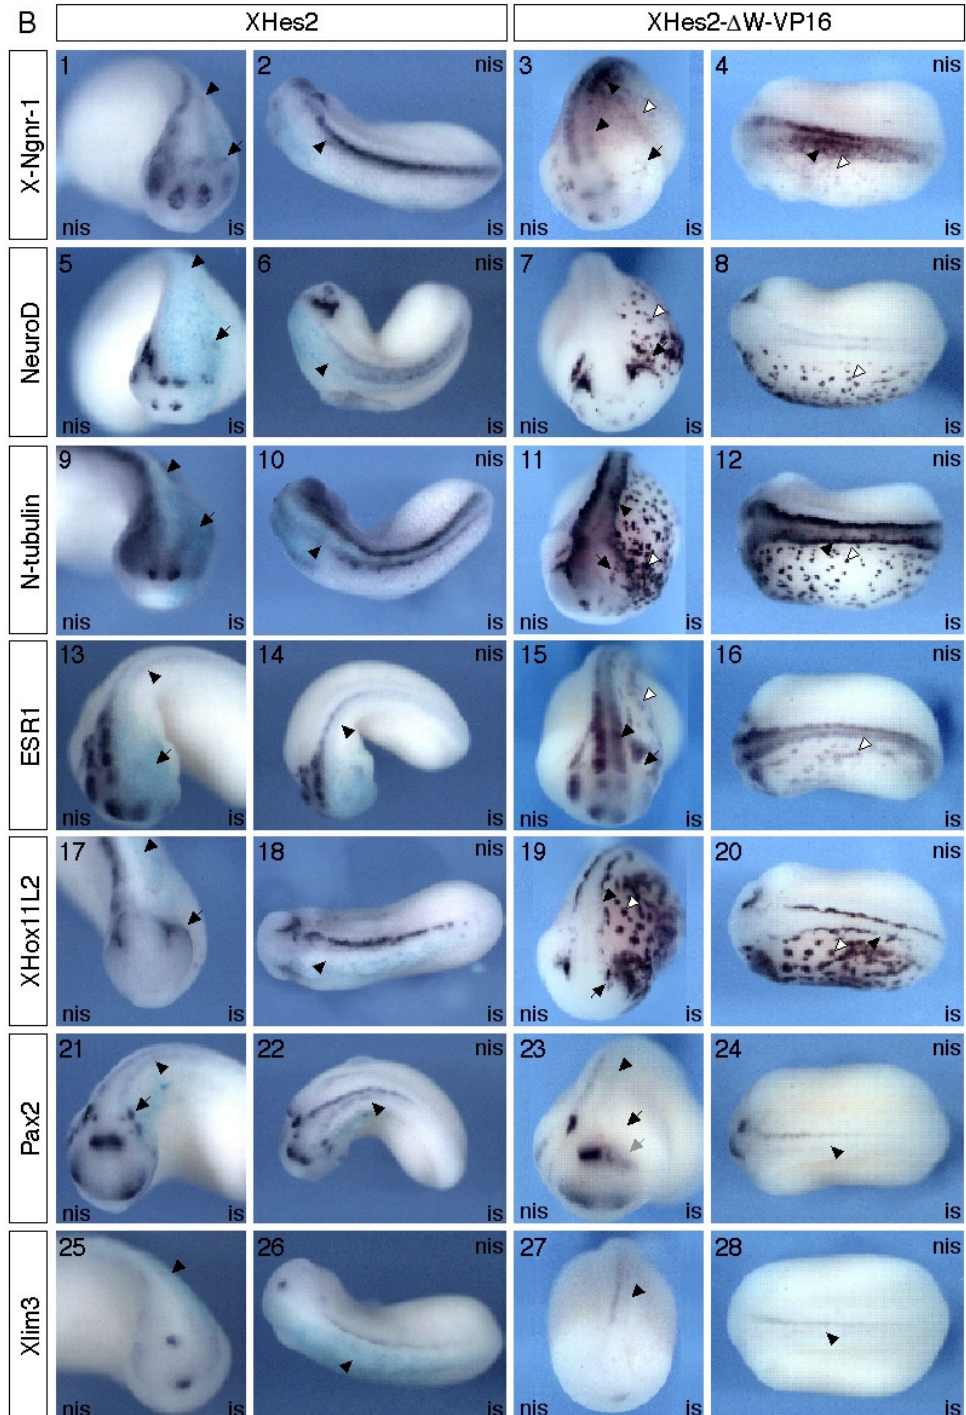 B
XHes2
XHes2-ΔW-VP16
X-Ngnr-1
1
nis
is
2
nis
is
3
nis
is
4
nis
is
NeuroD
5
nis
is
6
nis
is
7
nis
is
8
nis
is
N-tubulin
9
nis
is
10
nis
is
11
nis
is
12
nis
is
ESR1
13
nis
is
14
nis
is
15
nis
is
16
nis
is
XHox11L2
17
nis
is
18
nis
is
19
nis
is
20
nis
is
Pax2
21
nis
is
22
nis
is
23
nis
is
24
nis
is
Xlim3
25
nis
is
26
nis
is
27
nis
is
28
nis
is